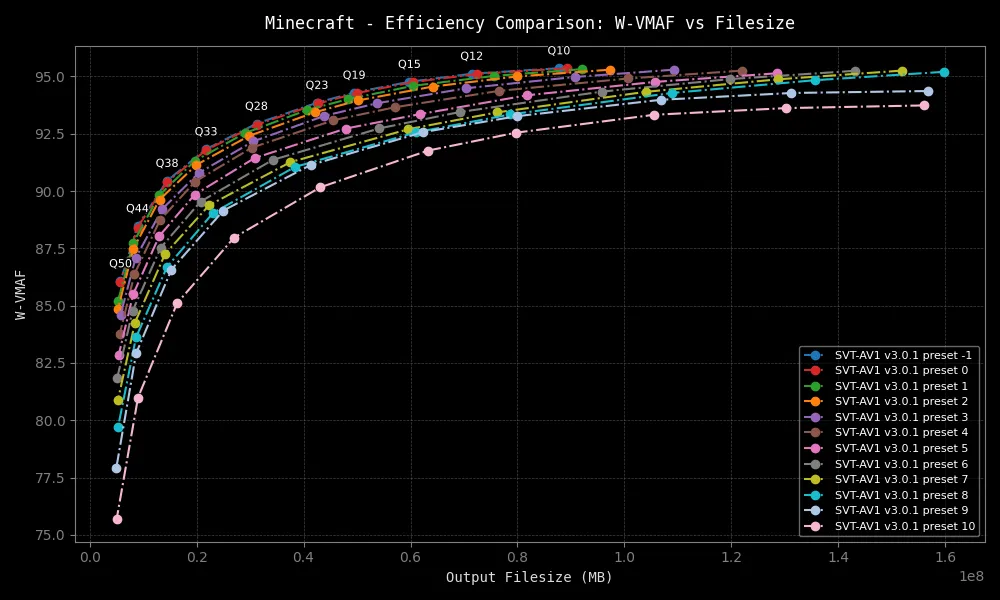 Minecraft - Efficiency Comparison: W-VMAF vs Filesize
W-VMAF
95.0
92.5
90.0
87.5
85.0
82.5
80.0
77.5
75.0
Q10
Q12
Q15
Q19
Q23
Q28
Q33
Q38
Q44
Q50
SVT-AV1 v3.0.1 preset -1
SVT-AV1 v3.0.1 preset 0
SVT-AV1 v3.0.1 preset 1
SVT-AV1 v3.0.1 preset 2
SVT-AV1 v3.0.1 preset 3
SVT-AV1 v3.0.1 preset 4
SVT-AV1 v3.0.1 preset 5
SVT-AV1 v3.0.1 preset 6
SVT-AV1 v3.0.1 preset 7
SVT-AV1 v3.0.1 preset 8
SVT-AV1 v3.0.1 preset 9
SVT-AV1 v3.0.1 preset 10
0.0 0.2 0.4 0.6 0.8 1.0 1.2 1.4 1.6
1e8
Output Filesize (MB)